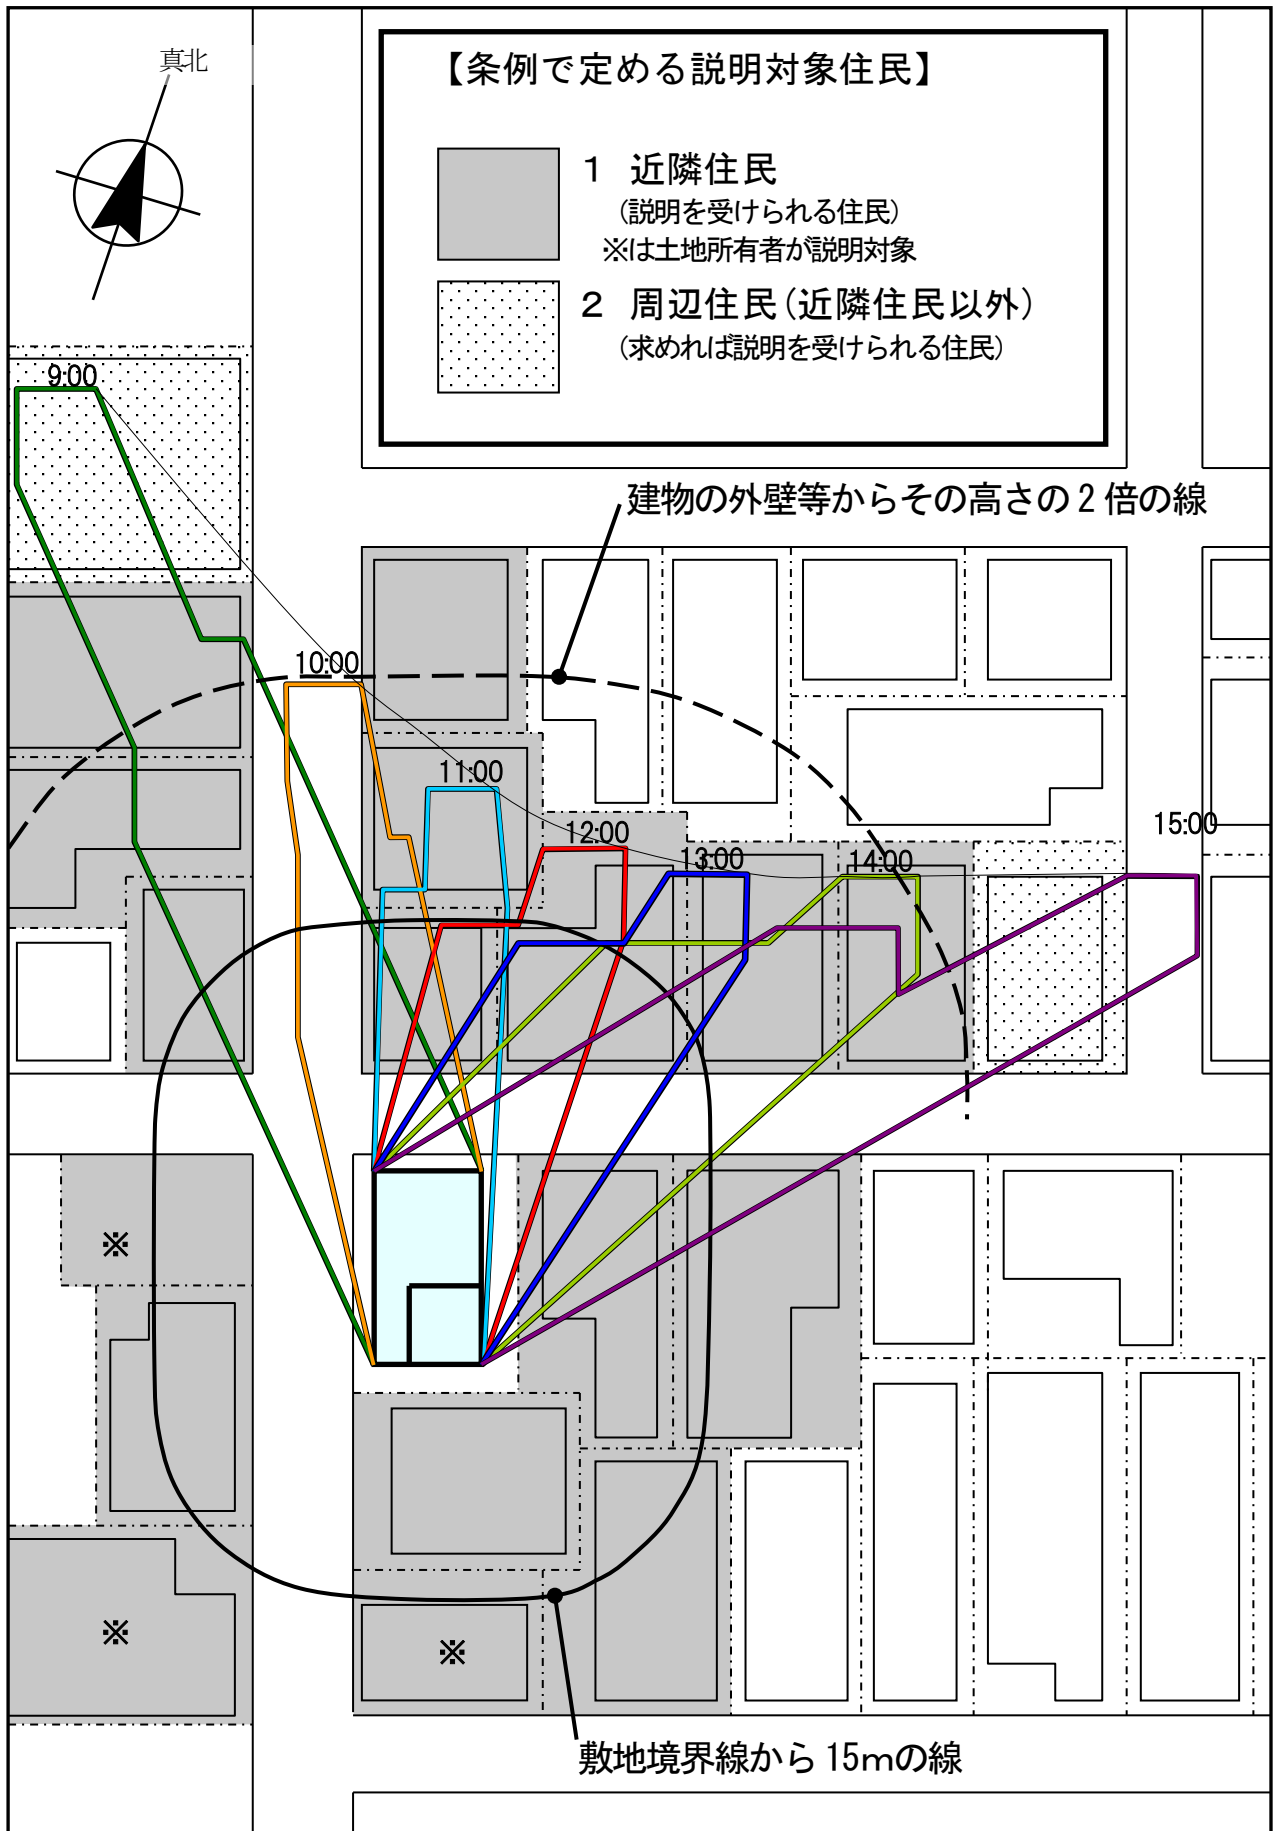 真北
【条例で定める説明対象住民】
1 近隣住民
(説明を受けられる住民)
※は土地所有者が説明対象
2 周辺住民(近隣住民以外)
(求めれば説明を受けられる住民)
9:00
建物の外壁等からその高さの2倍の線
10:00
11:00
12:00
13:00
14:00
15:00
※
※
※
敷地境界線から15mの線